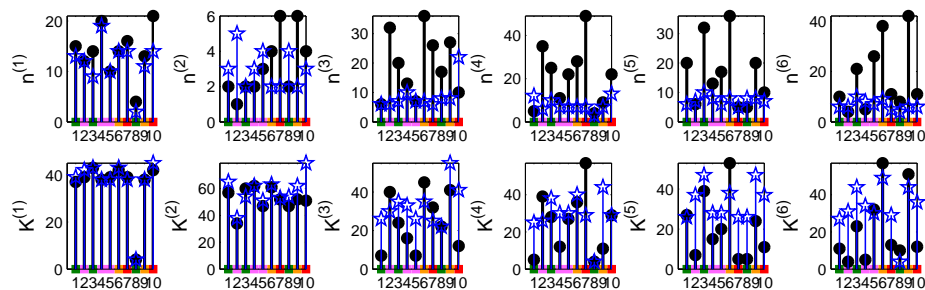 n(1) 20 10 0 12345678910
n(2) 6 4 2 0 12345678910
n(3) 30 20 10 0 12345678910
n(4) 40 20 0 12345678910
n(5) 30 20 10 0 12345678910
n(6) 40 20 0 12345678910
K(1) 40 20 0 12345678910
K(2) 60 40 20 0 12345678910
K(3) 40 20 0 12345678910
K(4) 40 20 0 12345678910
K(5) 40 20 0 12345678910
K(6) 40 20 0 12345678910